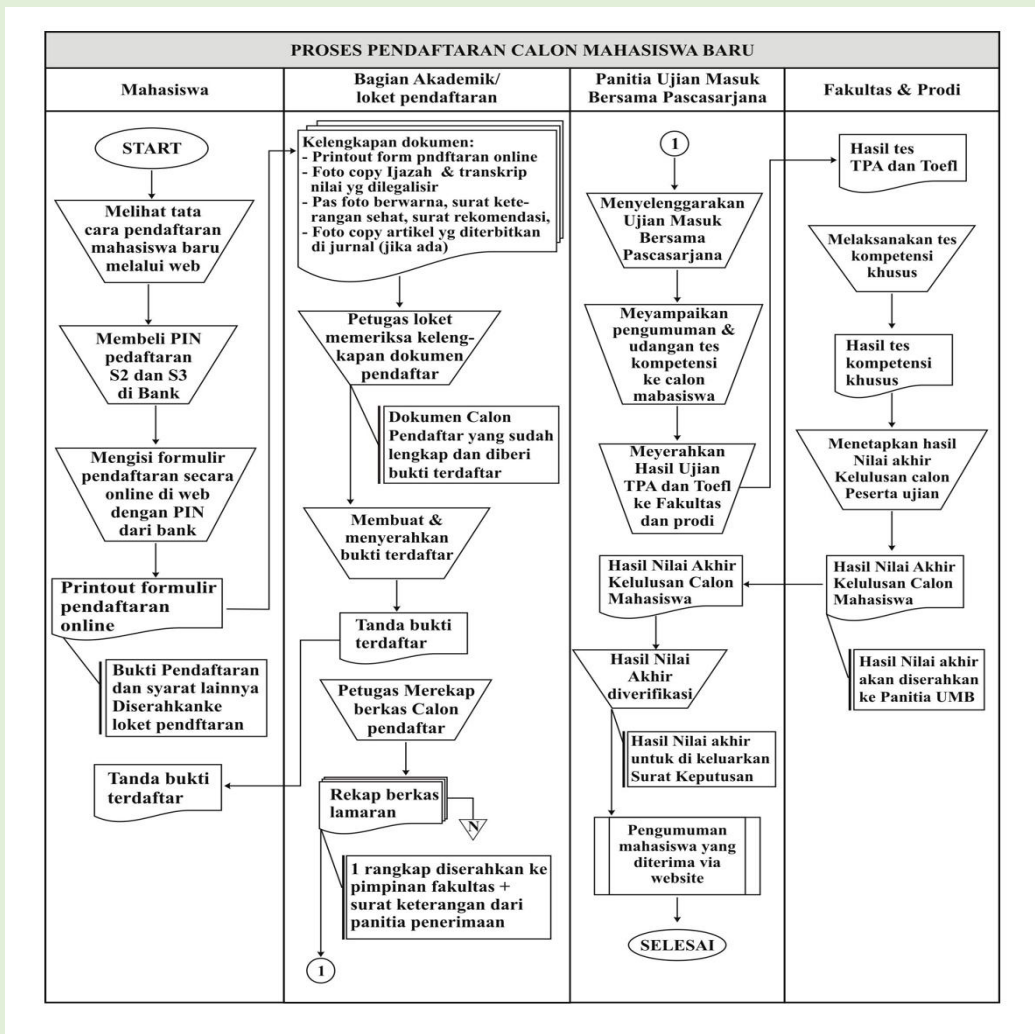 PROSES PENDAFTARAN CALON MAHASISWA BARU
Mahasiswa
Bagian Akademik/
loket pendaftaran
Panitia Ujian Masuk
Bersama Pascasarjana
Fakultas & Prodi
START
Melihat tata
cara pendaftaran
mahasiswa baru
melalui web
Membeli PIN
pedaftaran
S2 dan S3
di Bank
Mengisi formulir
pendaftaran secara
online di web
dengan PIN
dari bank
Printout formulir
pendaftaran
online
Bukti Pendaftaran
dan syarat lainnya
Diserahkanke
loket pendftaran
Tanda bukti
terdaftar
Kelengkapan dokumen:
- Printout form pndftaran online
- Foto copy Ijazah & transkrip
nilai yg dilegalisir
- Pas foto berwarna, surat kete-
rangan sehat, surat rekomendasi,
- Foto copy artikel yg diterbitkan
di jurnal (jika ada)
Petugas loket
memeriksa keleng-
kapan dokumen
pendaftar
Dokumen Calon
Pendaftar yang sudah
lengkap dan diberi
bukti terdaftar
Membuat &
menyerahkan
bukti terdaftar
Tanda bukti
terdaftar
Petugas Merekap
berkas Calon
pendaftar
Rekap berkas
lamaran
N
1 rangkap diserahkan ke
pimpinan fakultas +
surat keterangan dari
panitia penerimaan
1
1
Menyelenggarakan
Ujian Masuk
Bersama
Pascasarjana
Meyampaikan
pengumuman &
udangan tes
kompetensi
ke calon
mabasiswa
Meyerahkan
Hasil Ujian
TPA dan Toefl
ke Fakultas
dan prodi
Hasil Nilai Akhir
Kelulusan Calon
Mahasiswa
Hasil Nilai
Akhir
diverifikasi
Hasil Nilai akhir
untuk di keluarkan
Surat Keputusan
Pengumuman
mahasiswa yang
diterima via
website
SELESAI
Hasil tes
TPA dan Toefl
Melaksanakan tes
kompetensi
khusus
Hasil tes
kompetensi
khusus
Menetapkan hasil
Nilai akhir
Kelulusan calon
Peserta ujian
Hasil Nilai Akhir
Kelulusan Calon
Mahasiswa
Hasil Nilai akhir
akan diserahkan
ke Panitia UMB